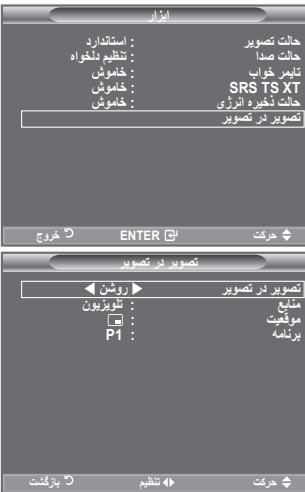 ابزار
حالت تصویر : استاندارد
حالت صدا : تنظیم دلخواه
تایمر خواب : خاموش
SRS TS XT : خاموش
حالت ذخیره انرژی : خاموش
تصویر در تصویر
حرکت ENTER خروج
تصویر در تصویر
تصویر در تصویر ◀ روشن ▶
منابع : تلویزیون
موقعیت :
برنامه : P1
حرکت تنظیم بازگشت